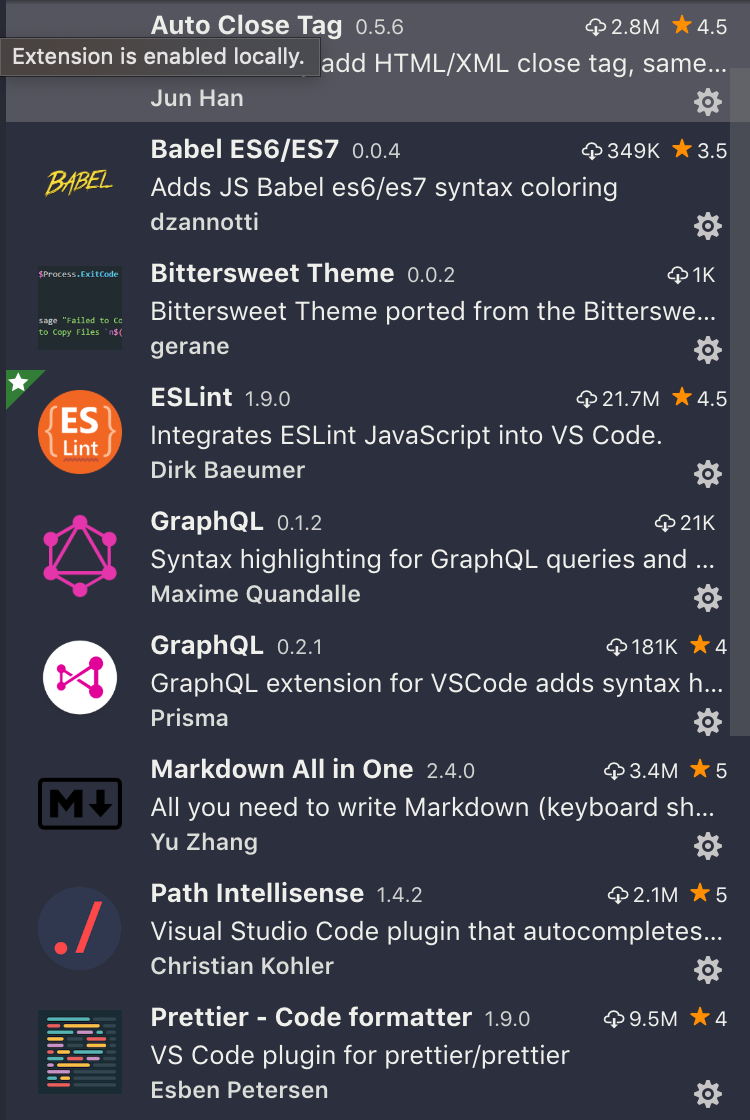 Auto Close Tag 0.5.6 2.8M 4.5
Extension is enabled locally.
add HTML/XML close tag, same...
Jun Han
BABEL
Babel ES6/ES7 0.0.4 349K 3.5
Adds JS Babel es6/es7 syntax coloring
dzannotti
$Process.ExitCode
sage "Failed to Co
to Copy Files `n$(
Bittersweet Theme 0.0.2 1K
Bittersweet Theme ported from the Bitterswe...
gerane
{ES}
Lint
ESLint 1.9.0 21.7M 4.5
Integrates ESLint JavaScript into VS Code.
Dirk Baeumer
GraphQL 0.1.2 21K
Syntax highlighting for GraphQL queries and ...
Maxime Quandalle
GraphQL 0.2.1 181K 4
GraphQL extension for VSCode adds syntax h...
Prisma
M
Markdown All in One 2.4.0 3.4M 5
All you need to write Markdown (keyboard sh...
Yu Zhang
./
Path Intellisense 1.4.2 2.1M 5
Visual Studio Code plugin that autocompletes...
Christian Kohler
Prettier - Code formatter 1.9.0 9.5M 4
VS Code plugin for prettier/prettier
Esben Petersen